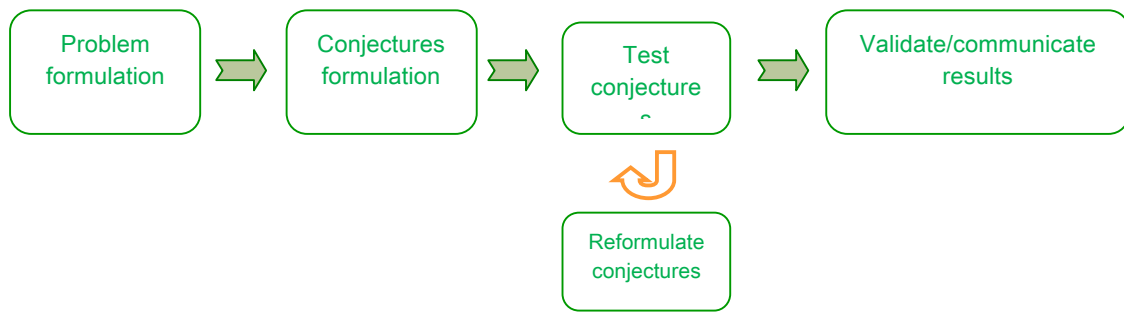 Problem
formulation
Conjectures
formulation
Test
conjecture
s
Validate/communicate
results
Reformulate
conjectures